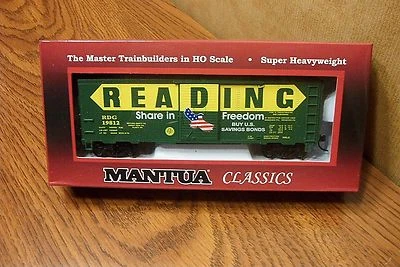 The Master Trainbuilders in HO Scale • Super Heavyweight
READING
RDG
19812
Share in Freedom
BUY U.S.
SAVINGS BONDS
MANTUA CLASSICS